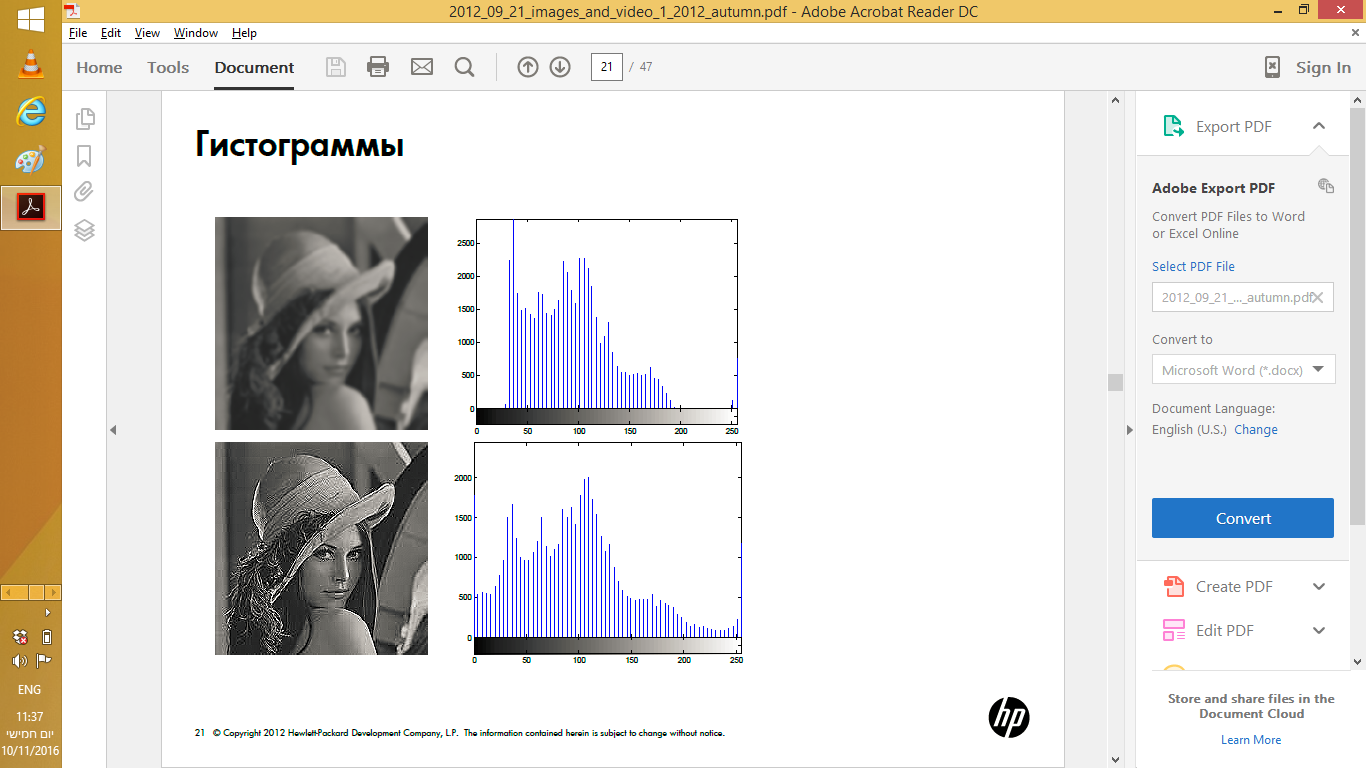 2012_09_21_images_and_video_1_2012_autumn.pdf - Adobe Acrobat Reader DC
File Edit View Window Help
Home Tools Document 21 / 47 Sign In
Гистограммы
2500
2000
1500
1000
500
0
0 50 100 150 200 250
2000
1500
1000
500
0
0 50 100 150 200 250
hp
21 © Copyright 2012 Hewlett-Packard Development Company, L.P. The information contained herein is subject to change without notice.
Export PDF
Adobe Export PDF
Convert PDF Files to Word
or Excel Online
Select PDF File
2012_09_21_..._autumn.pdf
Convert to
Microsoft Word (*.docx)
Document Language:
English (U.S.) Change
Convert
Create PDF
Edit PDF
Store and share files in the
Document Cloud
Learn More
ENG
11:37
יום חמישי
10/11/2016